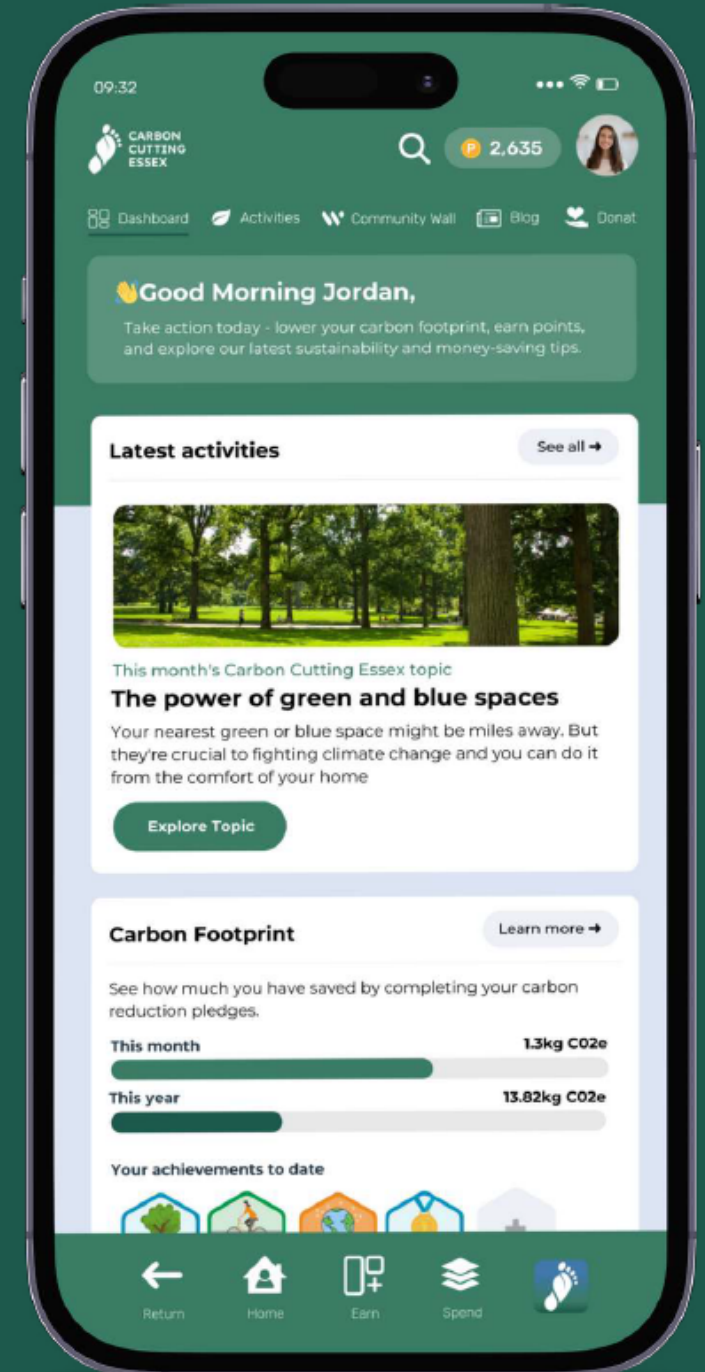 09:32
CARBON
CUTTING
ESSEX
P 2,635
Dashboard Activities Community Wall Blog Donat
👋Good Morning Jordan,
Take action today - lower your carbon footprint, earn points,
and explore our latest sustainability and money-saving tips.
Latest activities See all →
This month's Carbon Cutting Essex topic
The power of green and blue spaces
Your nearest green or blue space might be miles away. But
they're crucial to fighting climate change and you can do it
from the comfort of your home
Explore Topic
Carbon Footprint Learn more →
See how much you have saved by completing your carbon
reduction pledges.
This month 1.3kg C02e
This year 13.82kg C02e
Your achievements to date
Return Home Earn Spend